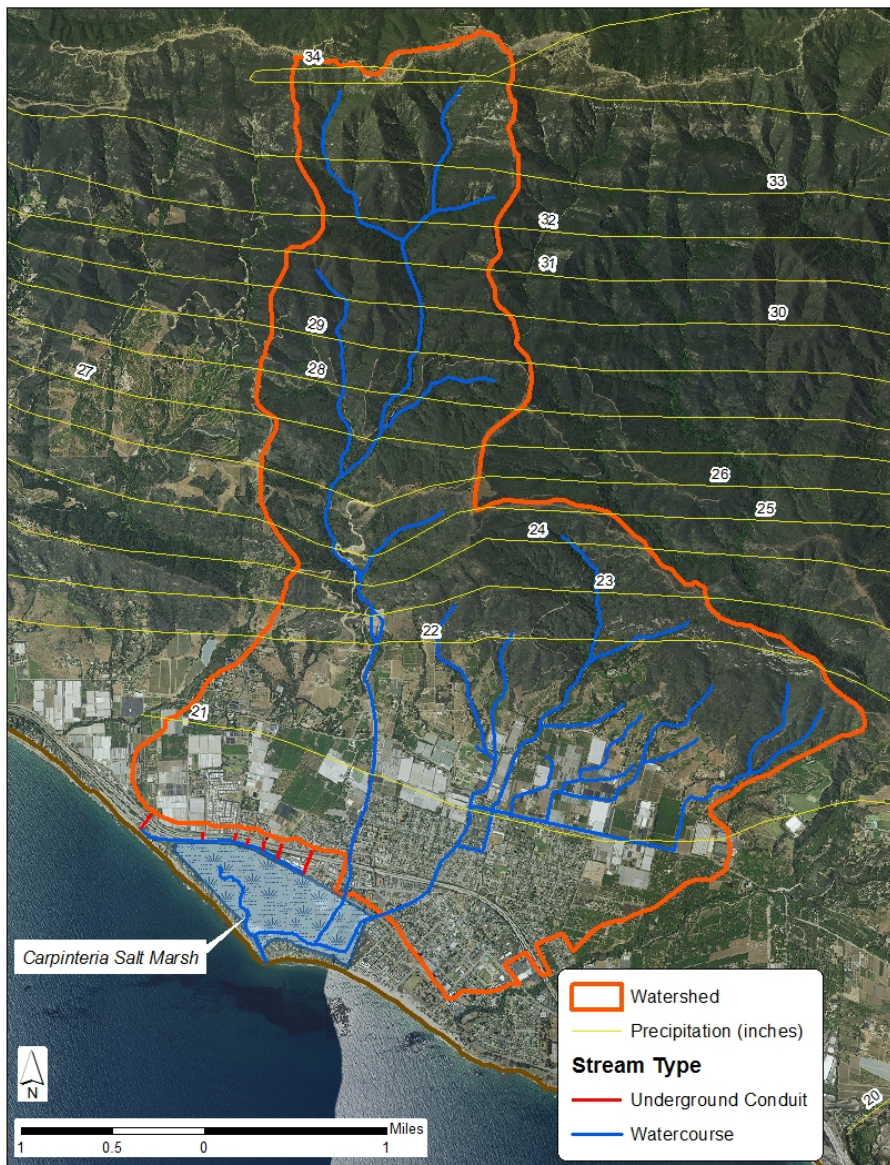 34
33
32
31
30
29
28
27
26
25
24
23
22
21
Carpinteria Salt Marsh
Watershed
Precipitation (inches)
Stream Type
Underground Conduit
Watercourse
20
N
Miles
1 0.5 0 1